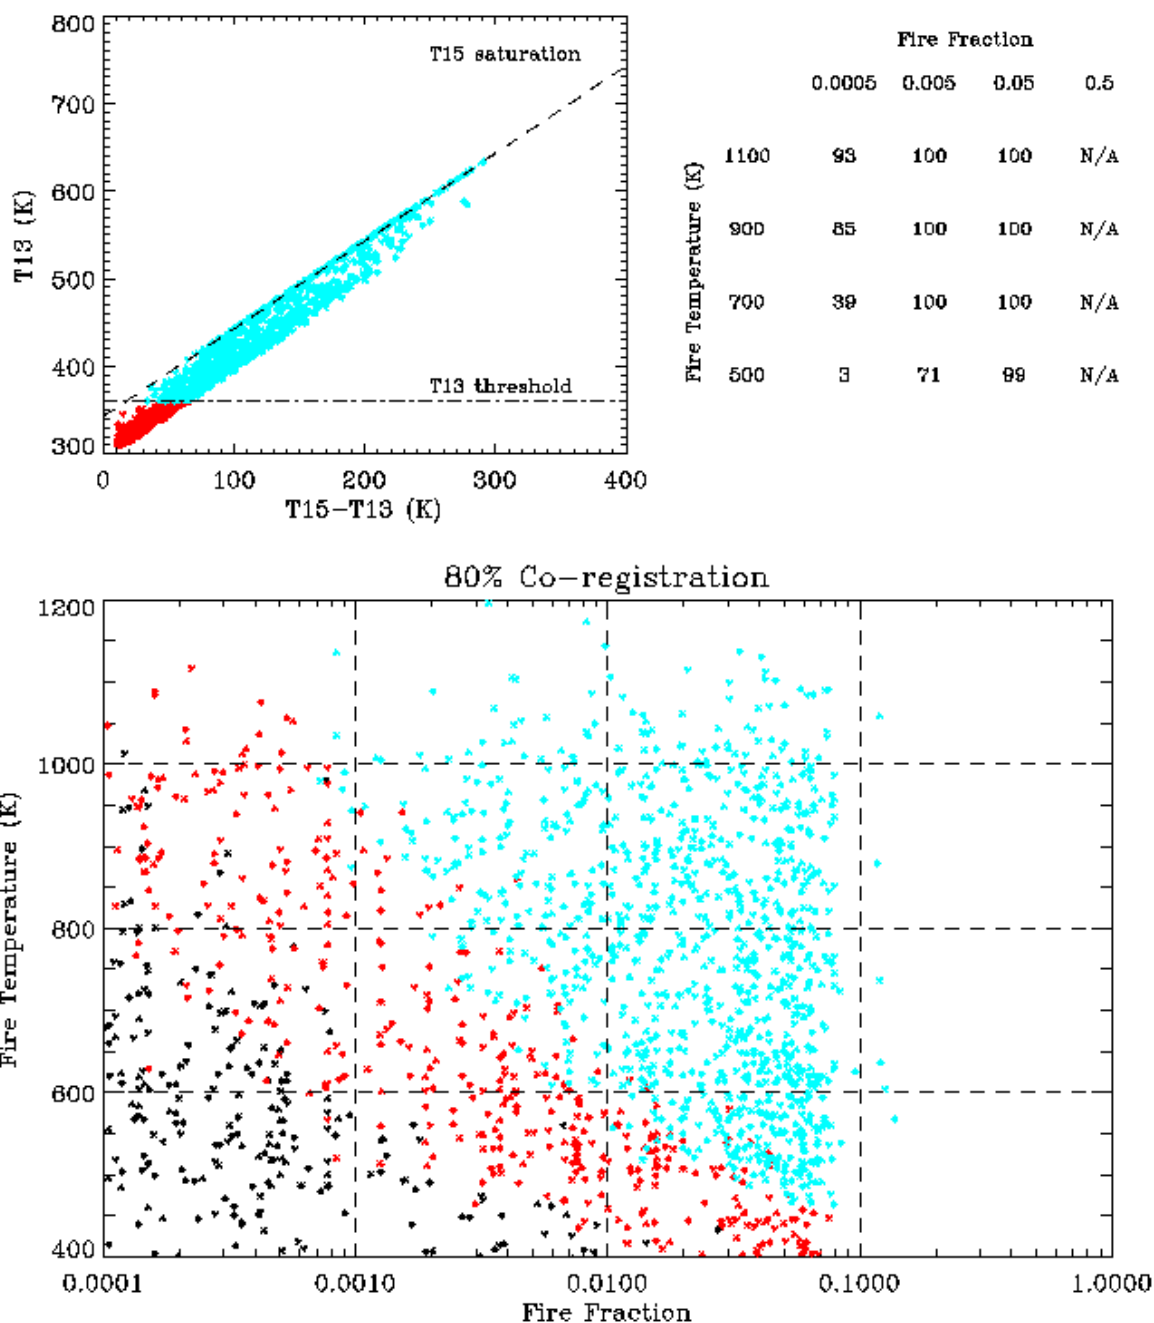 800
700
600
500
400
300
T13 (K)
T15 saturation
T13 threshold
0 100 200 300 400
T15-T13 (K)
Fire Fraction
0.0005 0.005 0.05 0.5
Fire Temperature (K)
1100 93 100 100 N/A
900 85 100 100 N/A
700 39 100 100 N/A
500 3 71 99 N/A
80% Co-registration
1200
1000
800
600
400
Fire Temperature (K)
0.0001 0.0010 0.0100 0.1000 1.0000
Fire Fraction